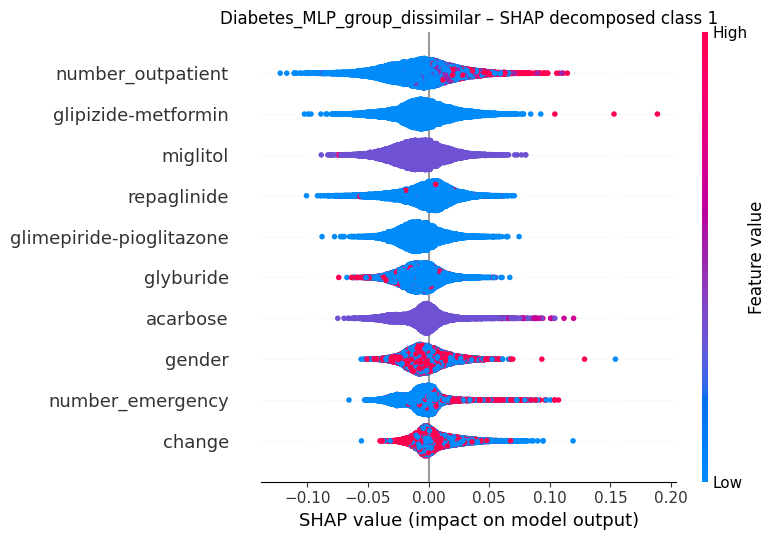 Diabetes_MLP_group_dissimilar – SHAP decomposed class 1
High
number_outpatient
glipizide-metformin
miglitol
repaglinide
glimepiride-pioglitazone
glyburide
acarbose
gender
number_emergency
change
Feature value
Low
−0.10 −0.05 0.00 0.05 0.10 0.15 0.20
SHAP value (impact on model output)